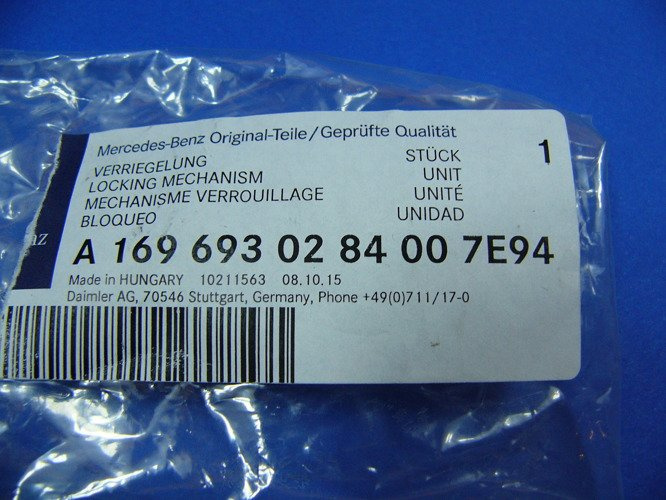 Mercedes-Benz Original-Teile/Geprüfte Qualität
VERRIEGELUNG STÜCK 1
LOCKING MECHANISM UNIT
MECHANISME VERROUILLAGE UNITÉ
BLOQUEO UNIDAD
nz
A 169 693 02 84 00 7E94
Made in HUNGARY 10211563 08.10.15
Daimler AG, 70546 Stuttgart, Germany, Phone +49(0)711/17-0